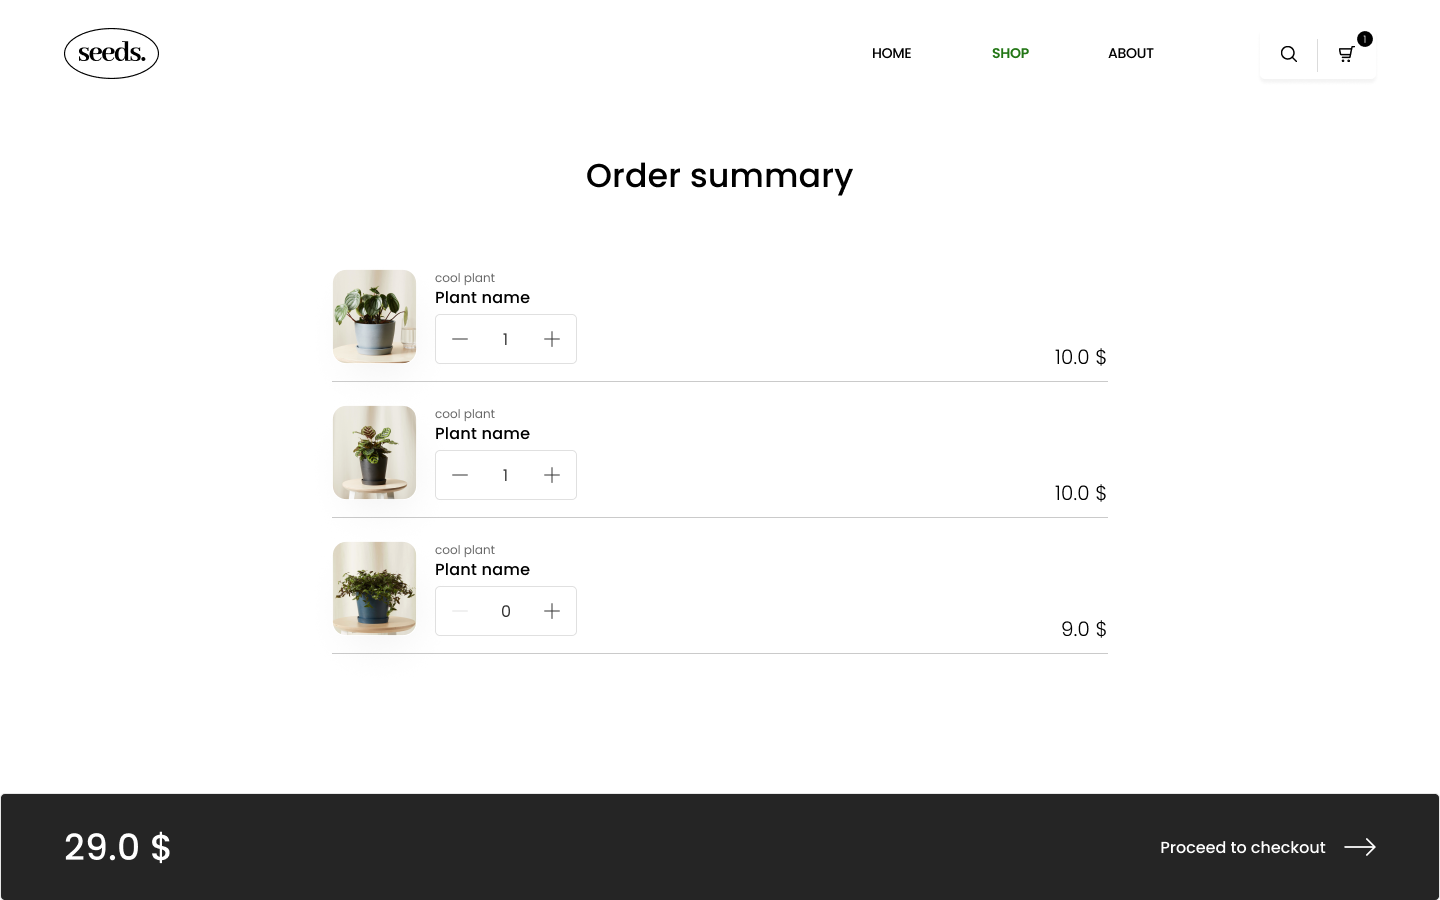 seeds.
HOME
SHOP
ABOUT
1
Order summary
cool plant
Plant name
1
10.0 $
cool plant
Plant name
1
10.0 $
cool plant
Plant name
0
9.0 $
29.0 $
Proceed to checkout